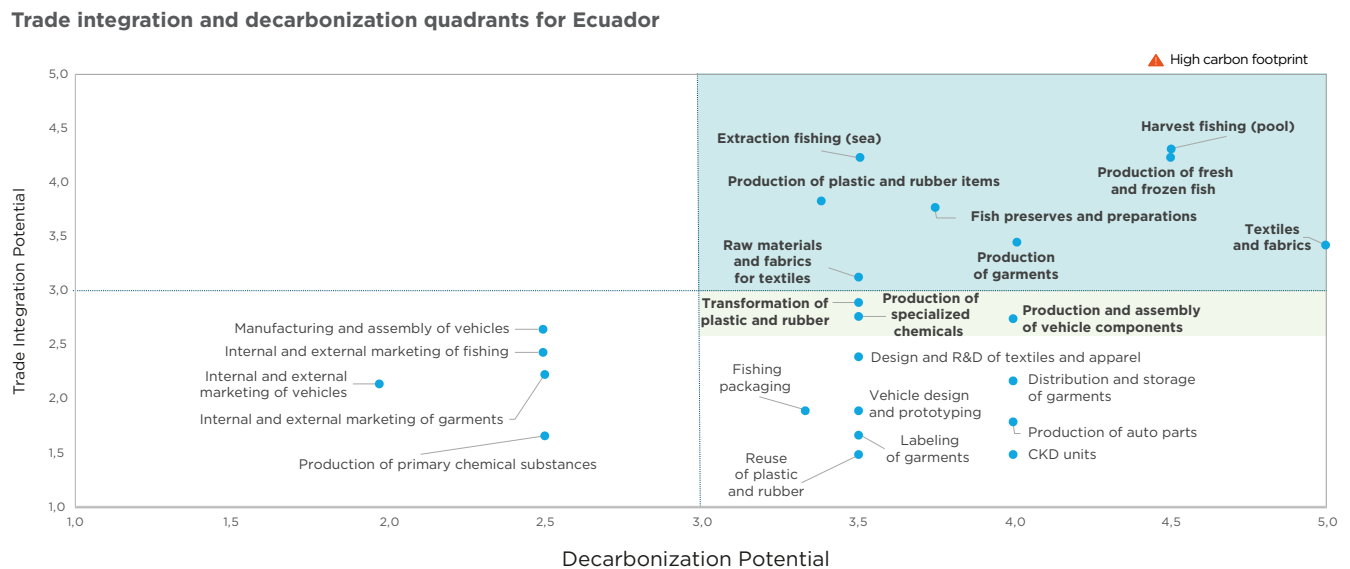 Trade integration and decarbonization quadrants for Ecuador
High carbon footprint
Trade Integration Potential
5,0
4,5
4,0
3,5
3,0
2,5
2,0
1,5
1,0
Extraction fishing (sea)
Harvest fishing (pool)
Production of fresh
and frozen fish
Production of plastic and rubber items
Fish preserves and preparations
Textiles
and fabrics
Raw materials
and fabrics
for textiles
Production
of garments
Transformation of
plastic and rubber
Production of
specialized
chemicals
Production and assembly
of vehicle components
Manufacturing and assembly of vehicles
Internal and external marketing of fishing
Internal and external
marketing of vehicles
Internal and external marketing of garments
Production of primary chemical substances
Design and R&D of textiles and apparel
Fishing
packaging
Distribution and storage
of garments
Vehicle design
and prototyping
Production of auto parts
Labeling
of garments
CKD units
Reuse
of plastic
and rubber
1,0
1,5
2,0
2,5
3,0
3,5
4,0
4,5
5,0
Decarbonization Potential